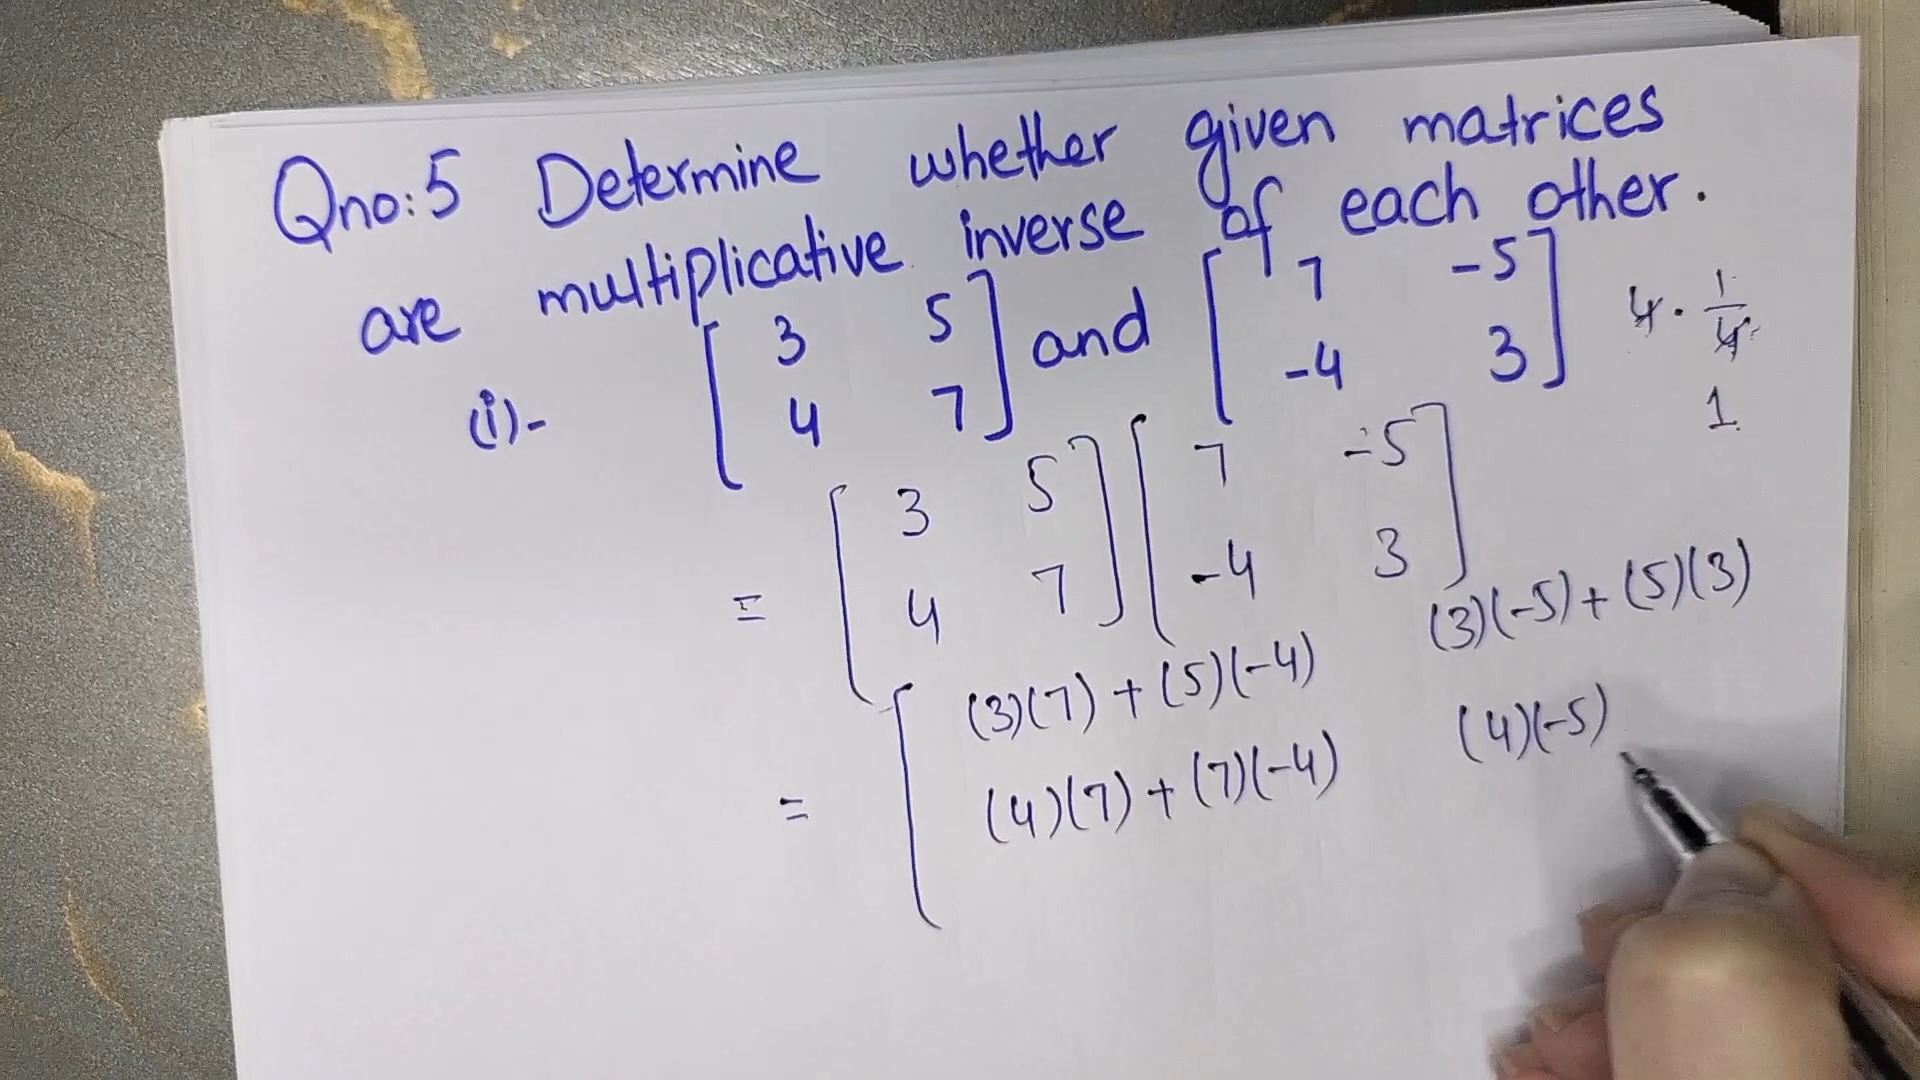 Qno:5 Determine whether given matrices
are multiplicative inverse of each other.
(i)- [3 5 and [7 -5
4 7] -4 3]
4 . 1/4
1
= [3 5 [7 -5
4 7] -4 3]
= [(3)(7) + (5)(-4) (3)(-5) + (5)(3)
(4)(7) + (7)(-4) (4)(-5)